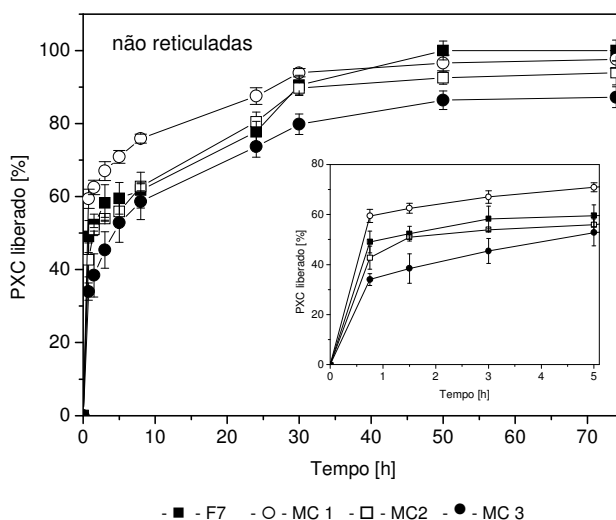 não reticuladas
PXC liberado [%]
100
80
60
40
20
0
0 10 20 30 40 50 60 70
Tempo [h]
PXC liberado [%]
80
60
40
20
0
0 1 2 3 4 5
Tempo [h]
- ■ - F7 - ○ - MC 1 - □ - MC2 - ● - MC 3